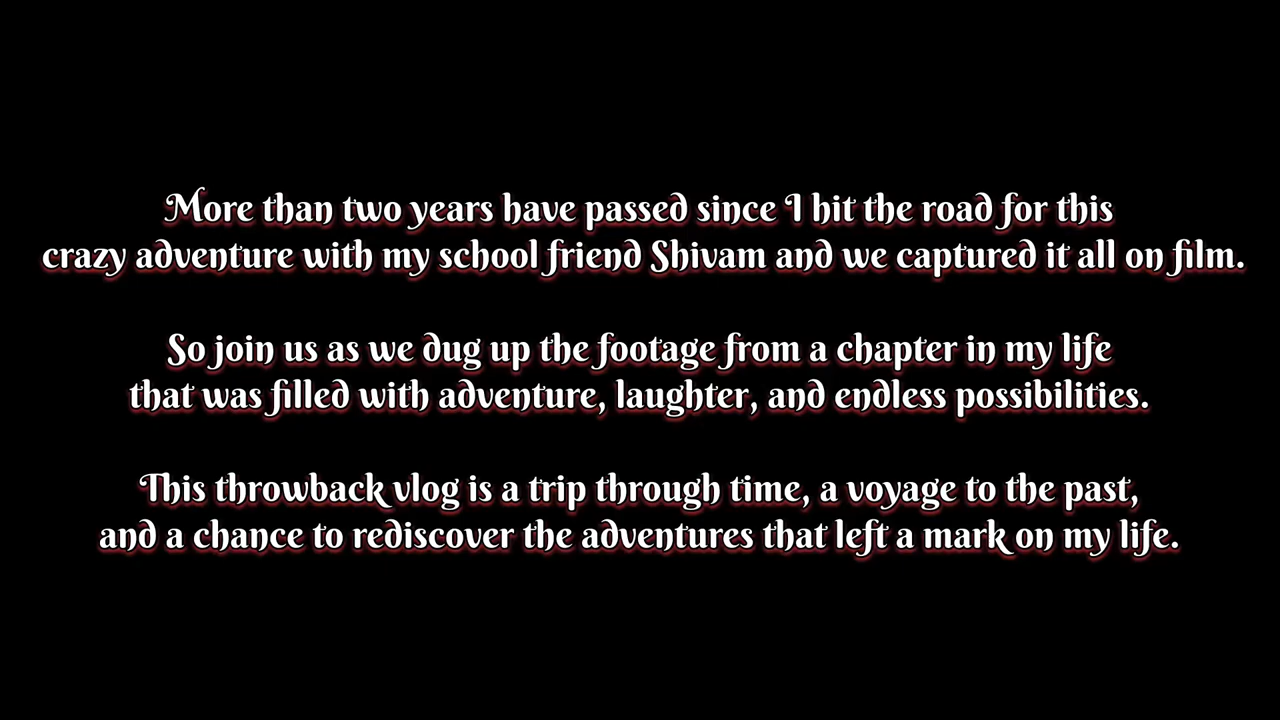 More than two years have passed since I hit the road for this
crazy adventure with my school friend Shivam and we captured it all on film.
So join us as we dug up the footage from a chapter in my life
that was filled with adventure, laughter, and endless possibilities.
This throwback vlog is a trip through time, a voyage to the past,
and a chance to rediscover the adventures that left a mark on my life.